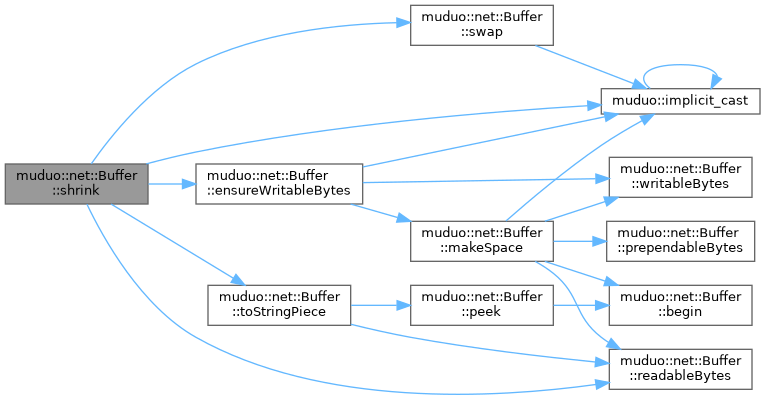 muduo::net::Buffer
::shrink
muduo::net::Buffer
::swap
muduo::implicit_cast
muduo::net::Buffer
::ensureWritableBytes
muduo::net::Buffer
::writableBytes
muduo::net::Buffer
::makeSpace
muduo::net::Buffer
::prependableBytes
muduo::net::Buffer
::toStringPiece
muduo::net::Buffer
::peek
muduo::net::Buffer
::begin
muduo::net::Buffer
::readableBytes